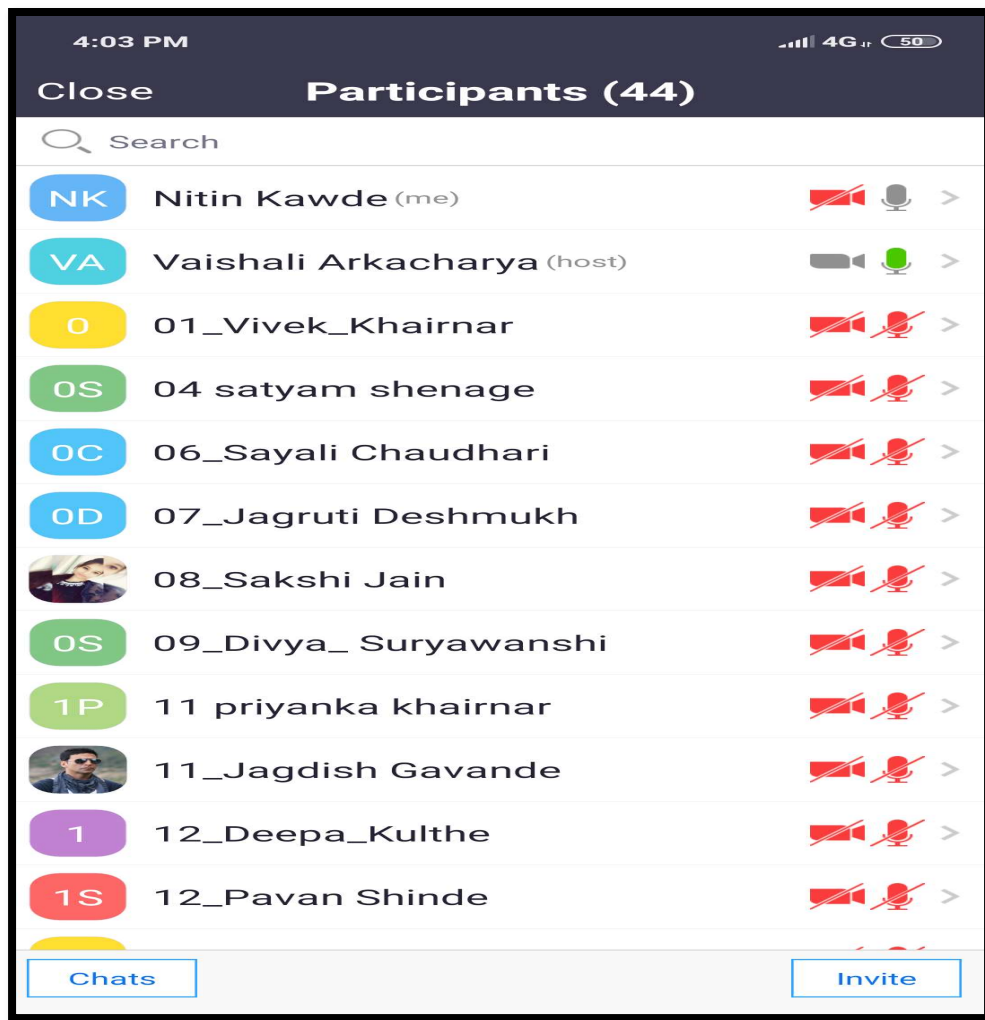 4:03 PM 4G 50
Close Participants (44)
Search
NK Nitin Kawde (me)
VA Vaishali Arkacharya (host)
0 01_Vivek_Khairnar
0S 04 satyam shenage
0C 06_Sayali Chaudhari
0D 07_Jagruti Deshmukh
08_Sakshi Jain
0S 09_Divya_ Suryawanshi
1P 11 priyanka khairnar
11_Jagdish Gavande
1 12_Deepa_Kulthe
1S 12_Pavan Shinde
Chats Invite